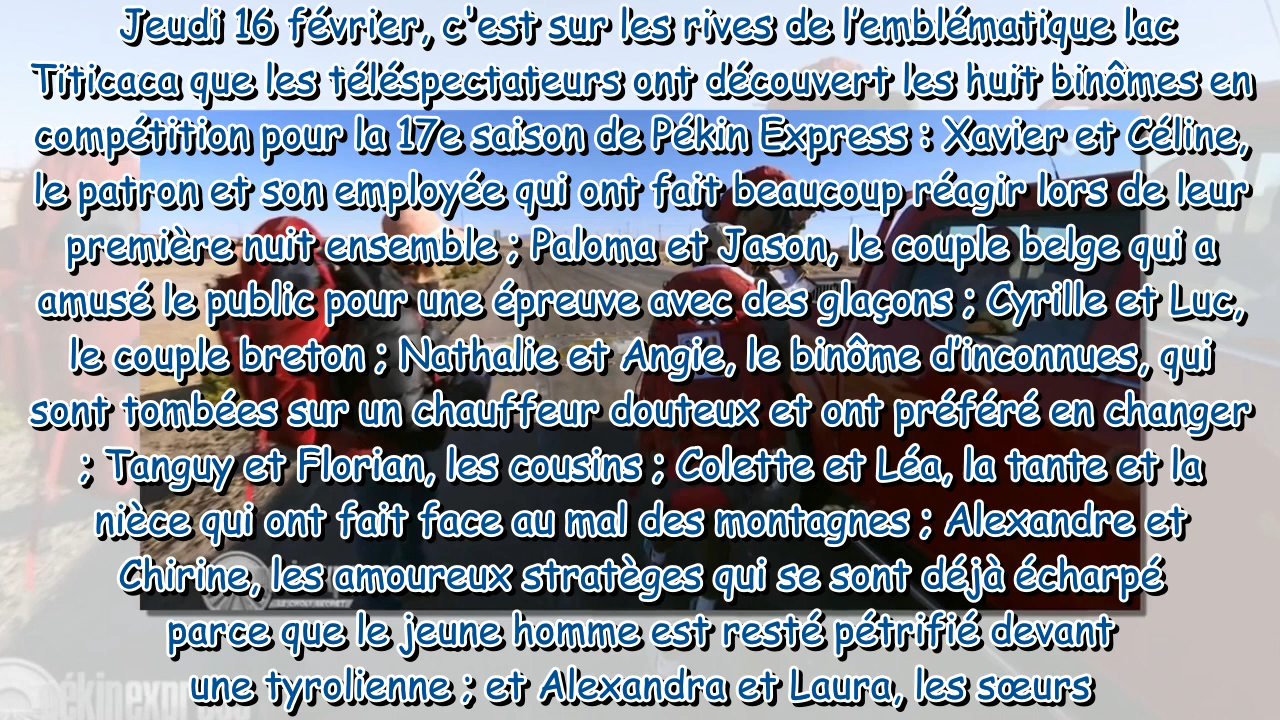 Jeudi 16 février, c'est sur les rives de l’emblématique lac
Titicaca que les téléspectateurs ont découvert les huit binômes en
compétition pour la 17e saison de Pékin Express : Xavier et Céline,
le patron et son employée qui ont fait beaucoup réagir lors de leur
première nuit ensemble ; Paloma et Jason, le couple belge qui a
amusé le public pour une épreuve avec des glaçons ; Cyrille et Luc,
le couple breton ; Nathalie et Angie, le binôme d’inconnues, qui
sont tombées sur un chauffeur douteux et ont préféré en changer
; Tanguy et Florian, les cousins ; Colette et Léa, la tante et la
nièce qui ont fait face au mal des montagnes ; Alexandre et
Chirine, les amoureux stratèges qui se sont déjà écharpé
parce que le jeune homme est resté pétrifié devant
une tyrolienne ; et Alexandra et Laura, les sœurs